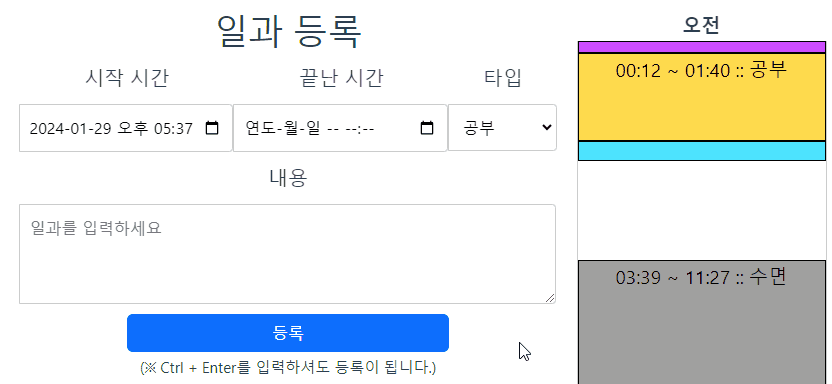 일과 등록
시작 시간 끝난 시간 타입
2024-01-29 오후 05:37 연도-월-일 -- --:-- 공부
내용
일과를 입력하세요
등록
(※ Ctrl + Enter를 입력하셔도 등록이 됩니다.)
오전
00:12 ~ 01:40 :: 공부
03:39 ~ 11:27 :: 수면